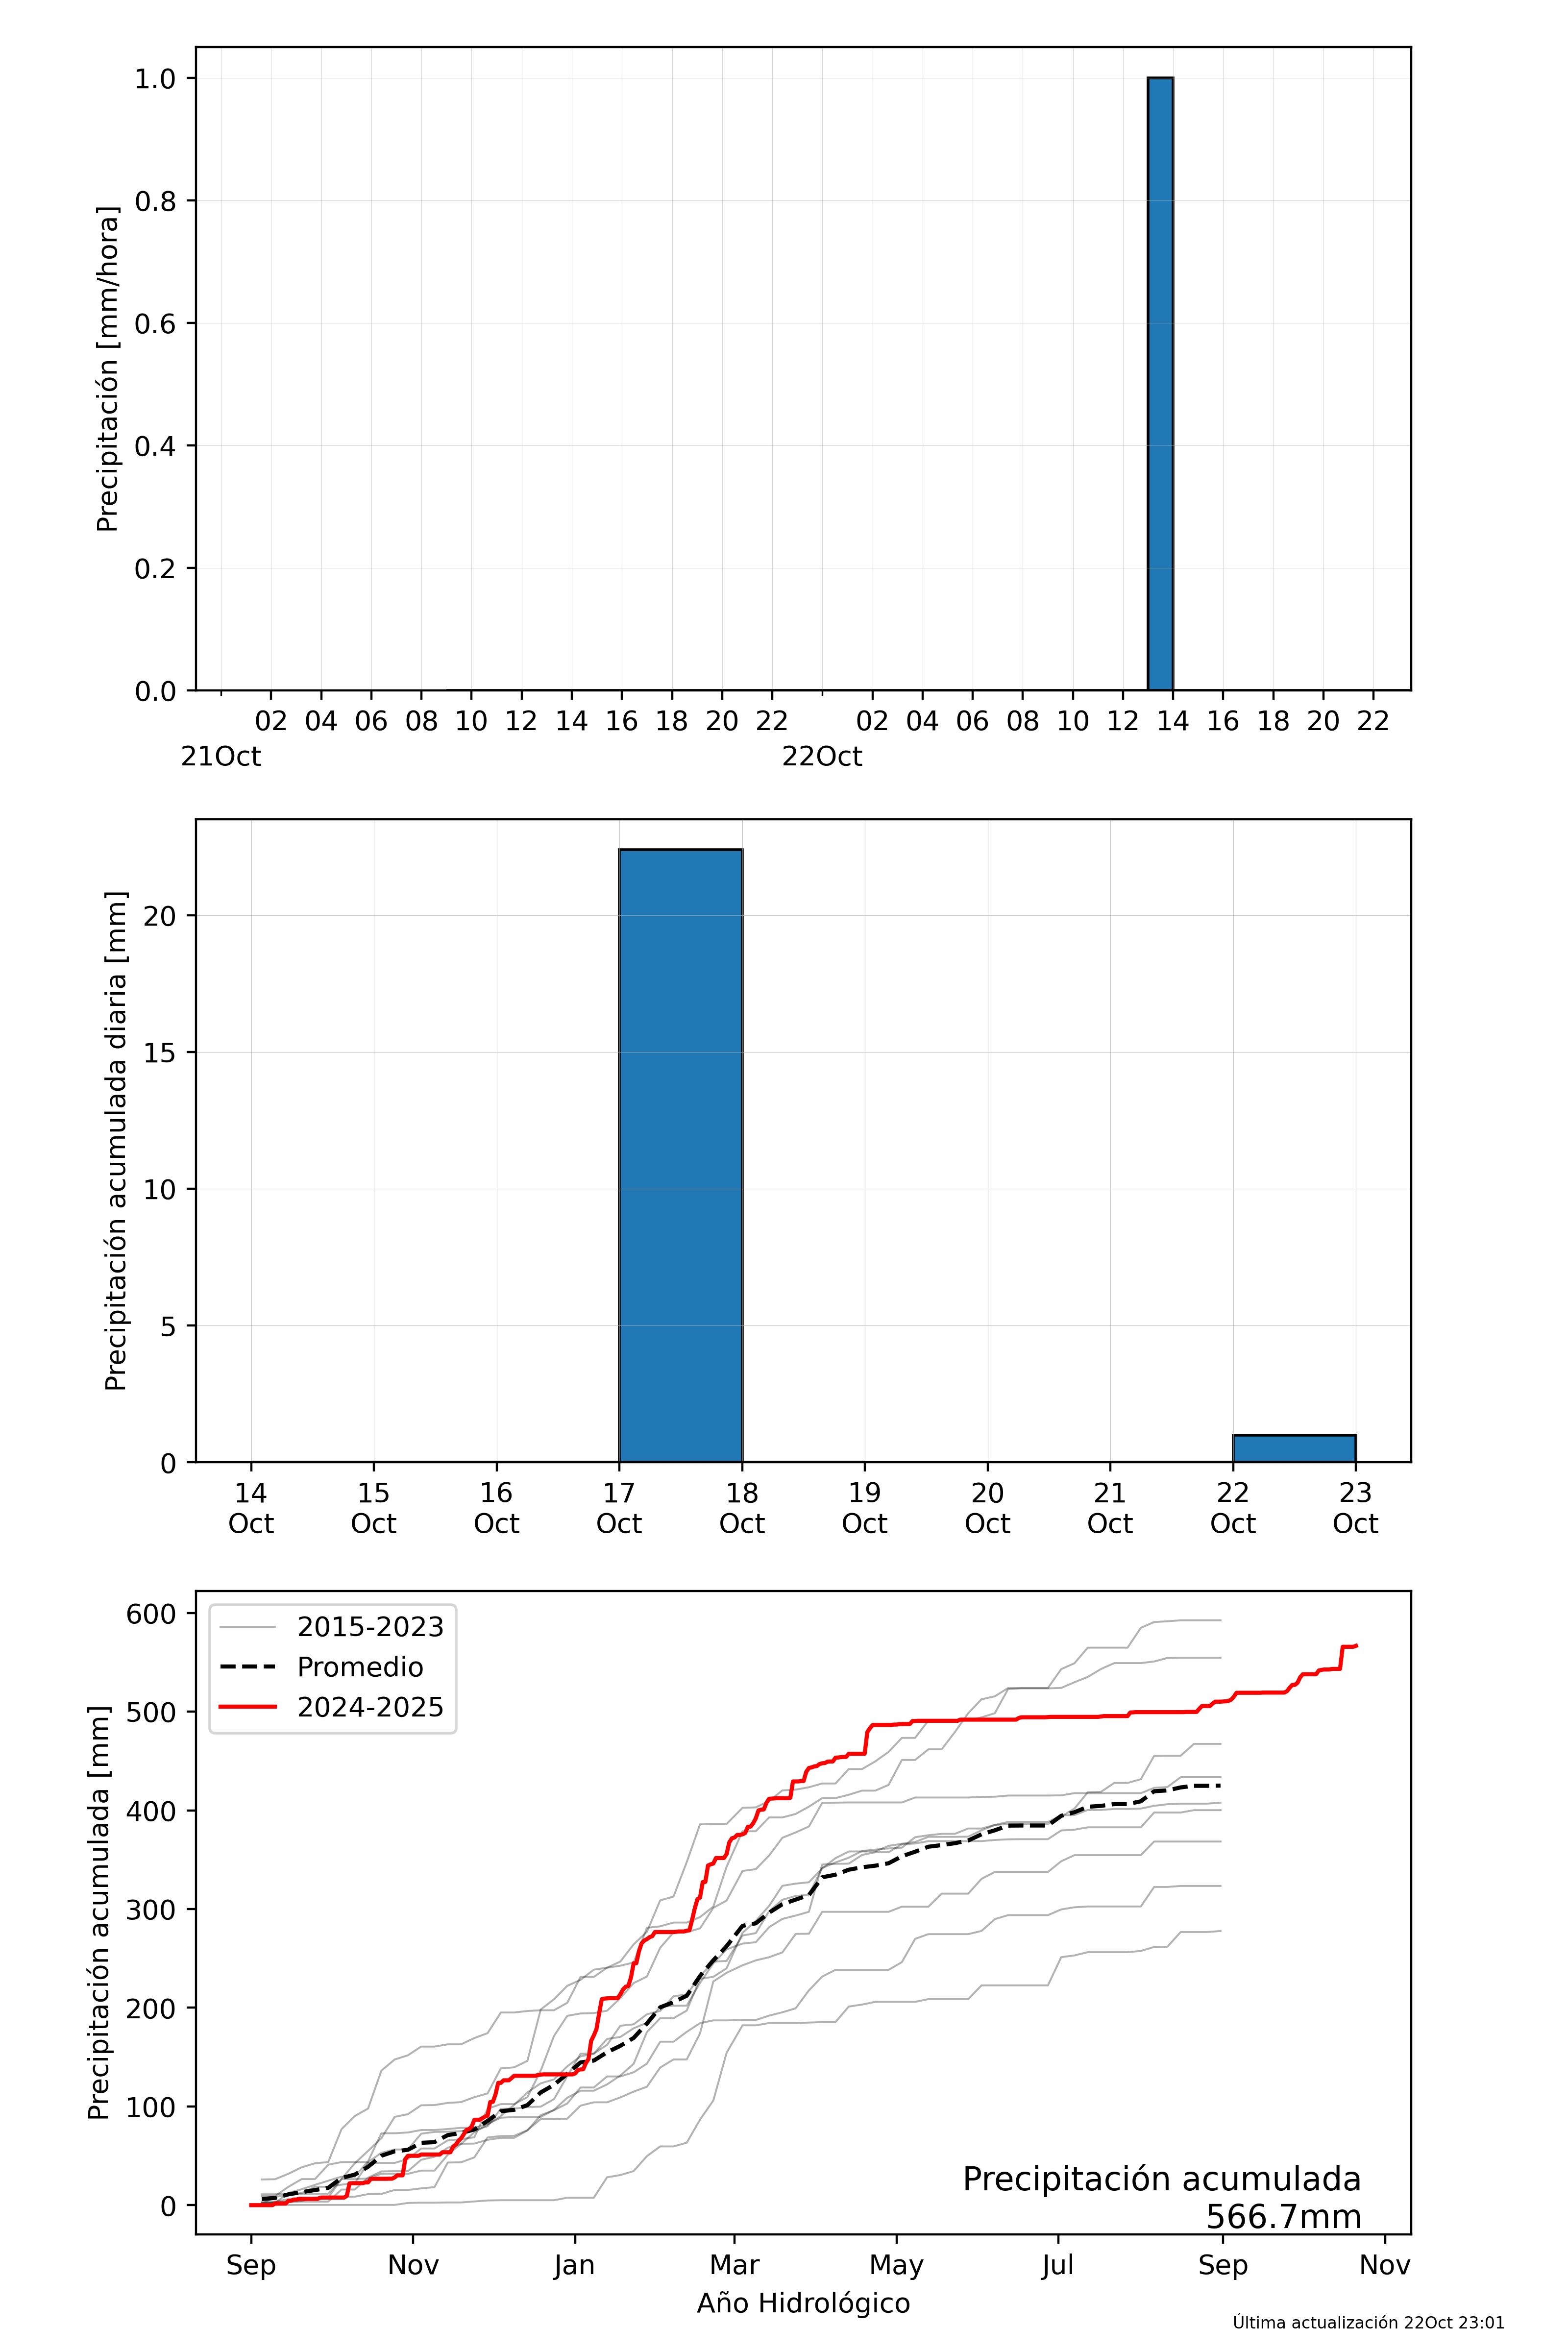 Precipitación [mm/hora]
1.0
0.8
0.6
0.4
0.2
0.0
02 04 06 08 10 12 14 16 18 20 22 02 04 06 08 10 12 14 16 18 20 22
21Oct 22Oct
Precipitación acumulada diaria [mm]
20
15
10
5
0
14 15 16 17 18 19 20 21 22 23
Oct Oct Oct Oct Oct Oct Oct Oct Oct Oct
Precipitación acumulada [mm]
600
500
400
300
200
100
0
2015-2023
Promedio
2024-2025
Precipitación acumulada
566.7mm
Sep Nov Jan Mar May Jul Sep Nov
Año Hidrológico
Última actualización 22Oct 23:01